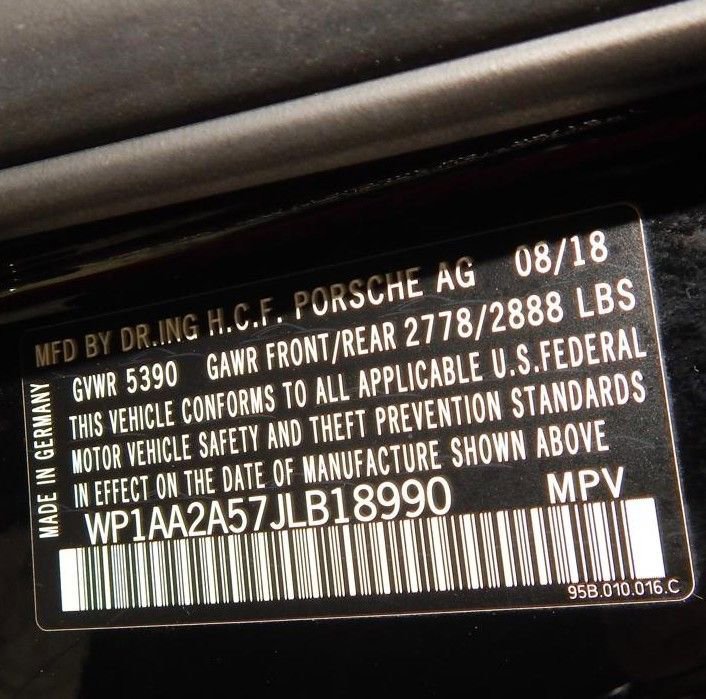 MFD BY DR.ING H.C.F. PORSCHE AG 08/18
GVWR 5390 GAWR FRONT/REAR 2778/2888 LBS
THIS VEHICLE CONFORMS TO ALL APPLICABLE U.S.FEDERAL
MOTOR VEHICLE SAFETY AND THEFT PREVENTION STANDARDS
IN EFFECT ON THE DATE OF MANUFACTURE SHOWN ABOVE
WP1AA2A57JLB18990 MPV
95B.010.016.C
MADE IN GERMANY